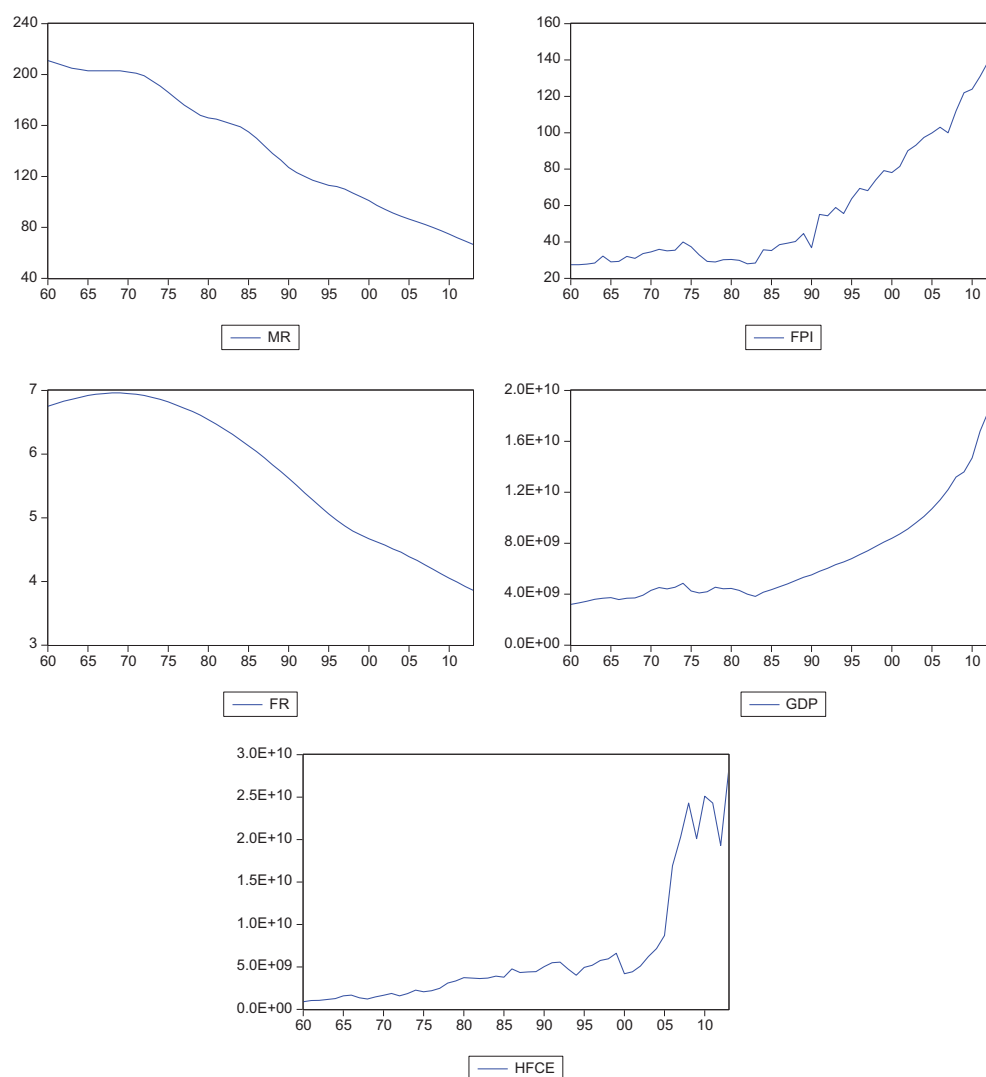 240
200
160
120
80
40
60 65 70 75 80 85 90 95 00 05 10
MR
160
140
120
100
80
60
40
20
60 65 70 75 80 85 90 95 00 05 10
FPI
7
6
5
4
3
60 65 70 75 80 85 90 95 00 05 10
FR
2.0E+10
1.6E+10
1.2E+10
8.0E+09
4.0E+09
0.0E+00
60 65 70 75 80 85 90 95 00 05 10
GDP
3.0E+10
2.5E+10
2.0E+10
1.5E+10
1.0E+10
5.0E+09
0.0E+00
60 65 70 75 80 85 90 95 00 05 10
HFCE